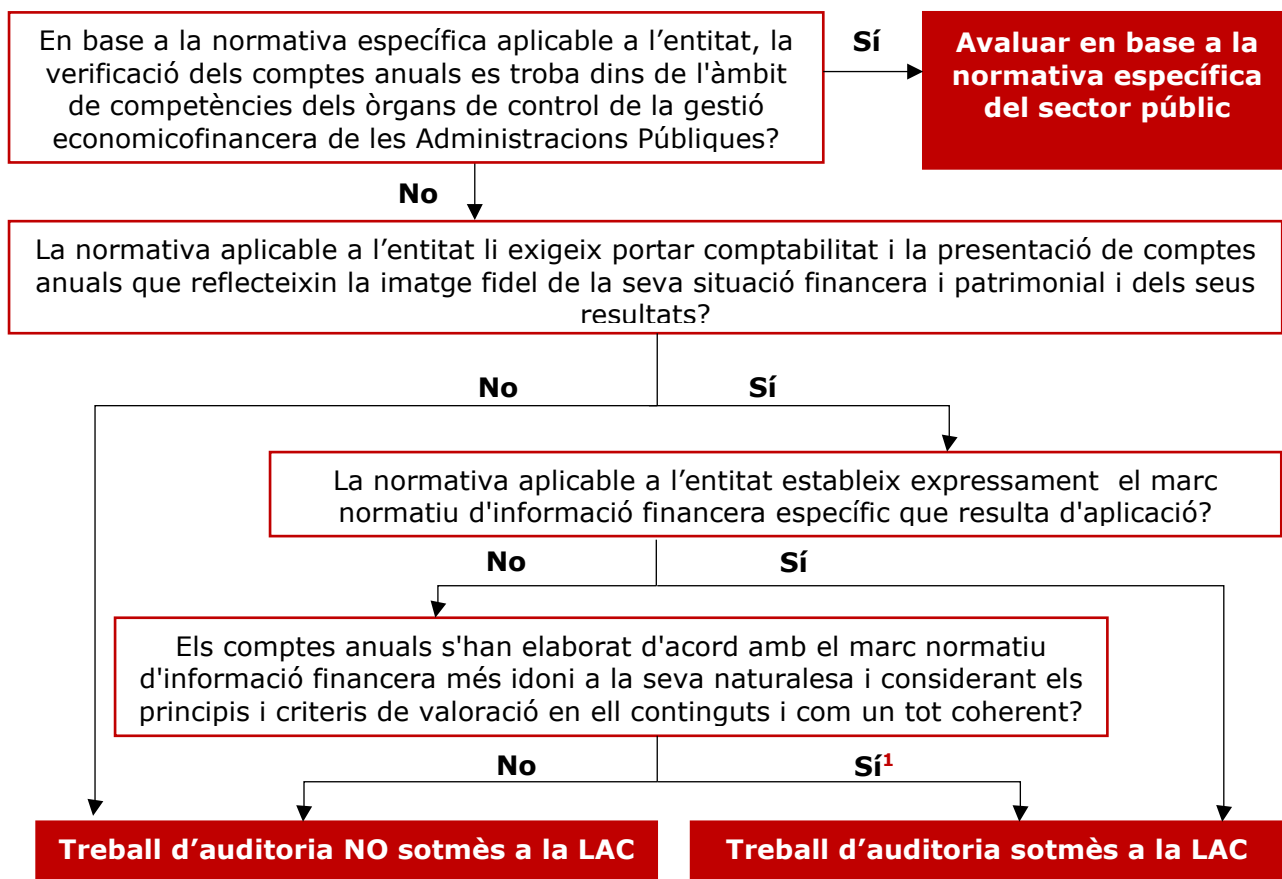 En base a la normativa específica aplicable a l’entitat, la
verificació dels comptes anuals es troba dins de l'àmbit
de competències dels òrgans de control de la gestió
economicofinancera de les Administracions Públiques?
Sí
Avaluar en base a la
normativa específica
del sector públic
No
La normativa aplicable a l’entitat li exigeix portar comptabilitat i la presentació de comptes
anuals que reflecteixin la imatge fidel de la seva situació financera i patrimonial i dels seus
resultats?
No
Sí
La normativa aplicable a l’entitat estableix expressament el marc
normatiu d'informació financera específic que resulta d'aplicació?
No
Sí
Els comptes anuals s'han elaborat d'acord amb el marc normatiu
d'informació financera més idoni a la seva naturalesa i considerant els
principis i criteris de valoració en ell continguts i com un tot coherent?
No
Sí¹
Treball d’auditoria NO sotmès a la LAC
Treball d’auditoria sotmès a la LAC